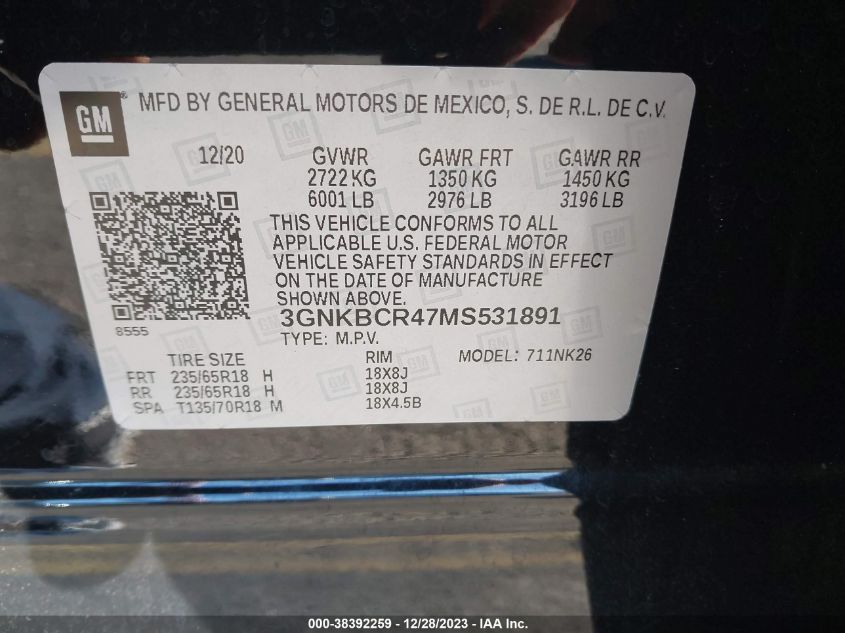 GM® MFD BY GENERAL MOTORS DE MEXICO, S. DE R.L. DE C.V.
12/20 GVWR GAWR FRT GAWR RR
2722 KG 1350 KG 1450 KG
6001 LB 2976 LB 3196 LB
THIS VEHICLE CONFORMS TO ALL
APPLICABLE U.S. FEDERAL MOTOR
VEHICLE SAFETY STANDARDS IN EFFECT
ON THE DATE OF MANUFACTURE
SHOWN ABOVE.
8555
3GNKBCR47MS531891
TYPE: M.P.V.
TIRE SIZE RIM MODEL: 711NK26
FRT 235/65R18 H 18X8J
RR 235/65R18 H 18X8J
SPA T135/70R18 M 18X4.5B
000-38392259 - 12/28/2023 - IAA Inc.